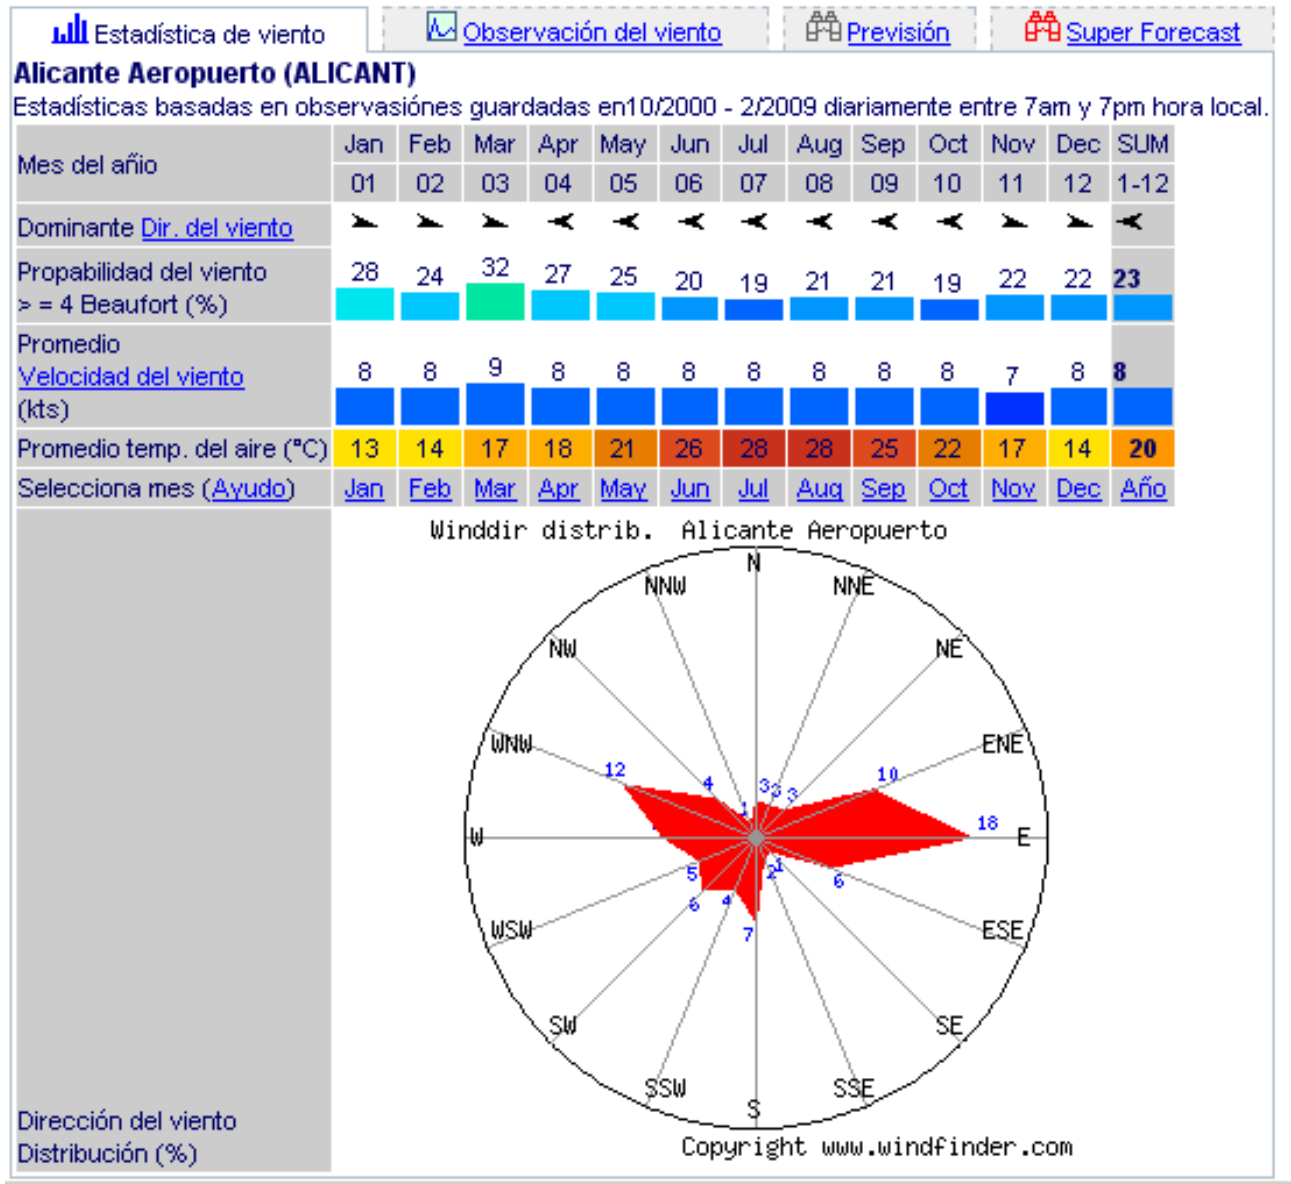 Estadística de viento Observación del viento Previsión Super Forecast
Alicante Aeropuerto (ALICANT)
Estadísticas basadas en observasiónes guardadas en10/2000 - 2/2009 diariamente entre 7am y 7pm hora local.
Mes del añio
Jan Feb Mar Apr May Jun Jul Aug Sep Oct Nov Dec SUM
01 02 03 04 05 06 07 08 09 10 11 12 1-12
Dominante Dir. del viento
Propabilidad del viento
> = 4 Beaufort (%)
28 24 32 27 25 20 19 21 21 19 22 22 23
Promedio
Velocidad del viento
(kts)
8 8 9 8 8 8 8 8 8 8 7 8 8
Promedio temp. del aire (°C) 13 14 17 18 21 26 28 28 25 22 17 14 20
Selecciona mes (Ayudo) Jan Feb Mar Apr May Jun Jul Aug Sep Oct Nov Dec Año
Winddir distrib. Alicante Aeropuerto
N
NNW NNE
NW NE
WNW ENE
12 4 1 3 3 3 10
W 18 E
5 6 4 7 2 1 6
WSW ESE
SW SE
SSW SSE
S
Dirección del viento
Distribución (%)
Copyright www.windfinder.com